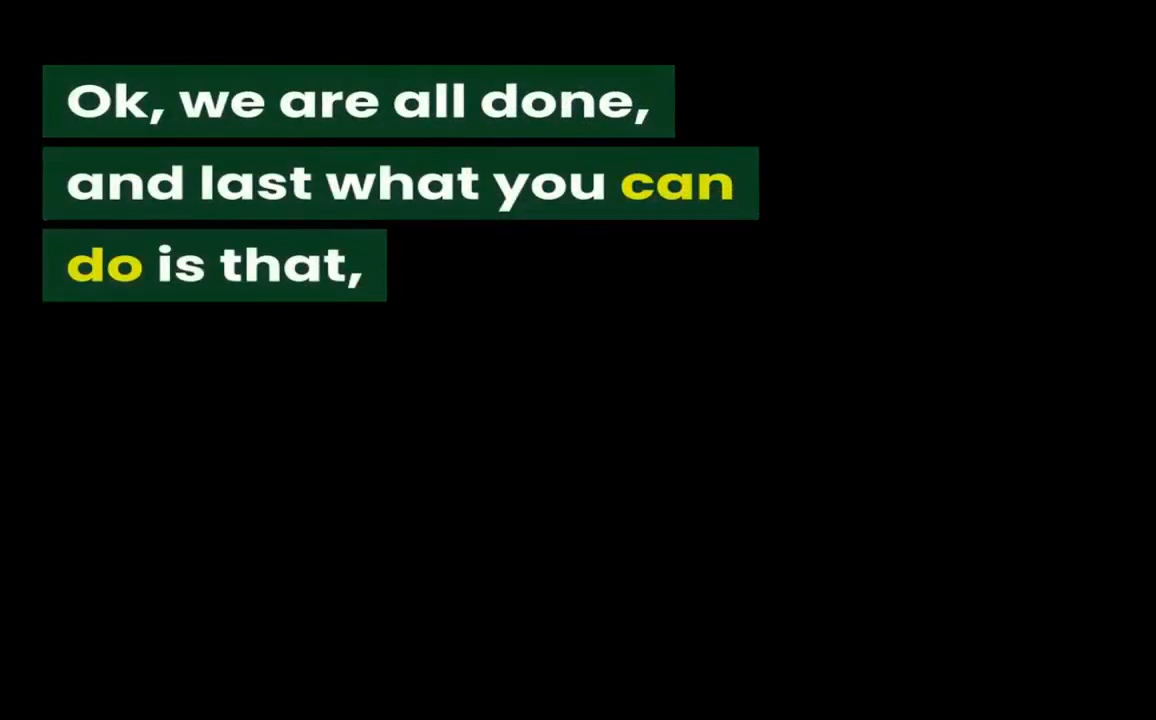 Ok, we are all done,
and last what you can
do is that,